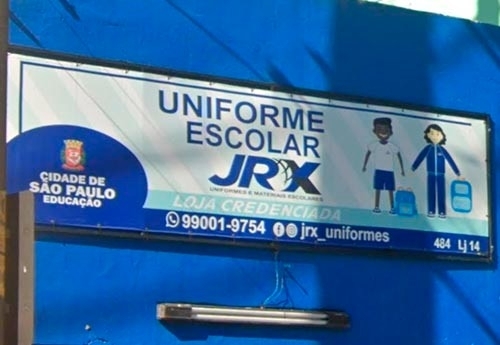 UNIFORME
ESCOLAR
JRX
UNIFORMES E MATERIAIS ESCOLARES
LOJA CREDENCIADA
CIDADE DE
SÃO PAULO
EDUCAÇÃO
99001-9754 jrx_uniformes
484 Lj 14